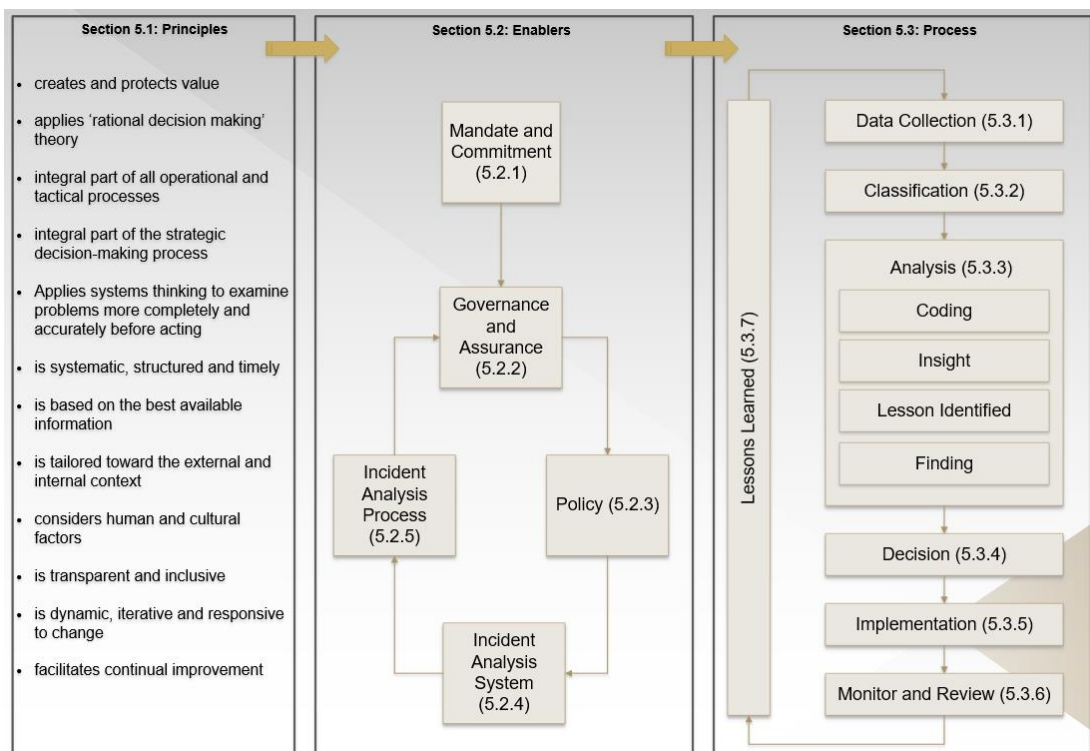 Section 5.1: Principles
• creates and protects value
• applies ‘rational decision making’
theory
• integral part of all operational and
tactical processes
• integral part of the strategic
decision-making process
• Applies systems thinking to examine
problems more completely and
accurately before acting
• is systematic, structured and timely
• is based on the best available
information
• is tailored toward the external and
internal context
• considers human and cultural
factors
• is transparent and inclusive
• is dynamic, iterative and responsive
to change
• facilitates continual improvement
Section 5.2: Enablers
Mandate and
Commitment
(5.2.1)
Governance
and
Assurance
(5.2.2)
Policy (5.2.3)
Incident
Analysis
System
(5.2.4)
Incident
Analysis
Process
(5.2.5)
Section 5.3: Process
Data Collection (5.3.1)
Classification (5.3.2)
Analysis (5.3.3)
Coding
Insight
Lesson Identified
Finding
Decision (5.3.4)
Implementation (5.3.5)
Monitor and Review (5.3.6)
Lessons Learned (5.3.7)